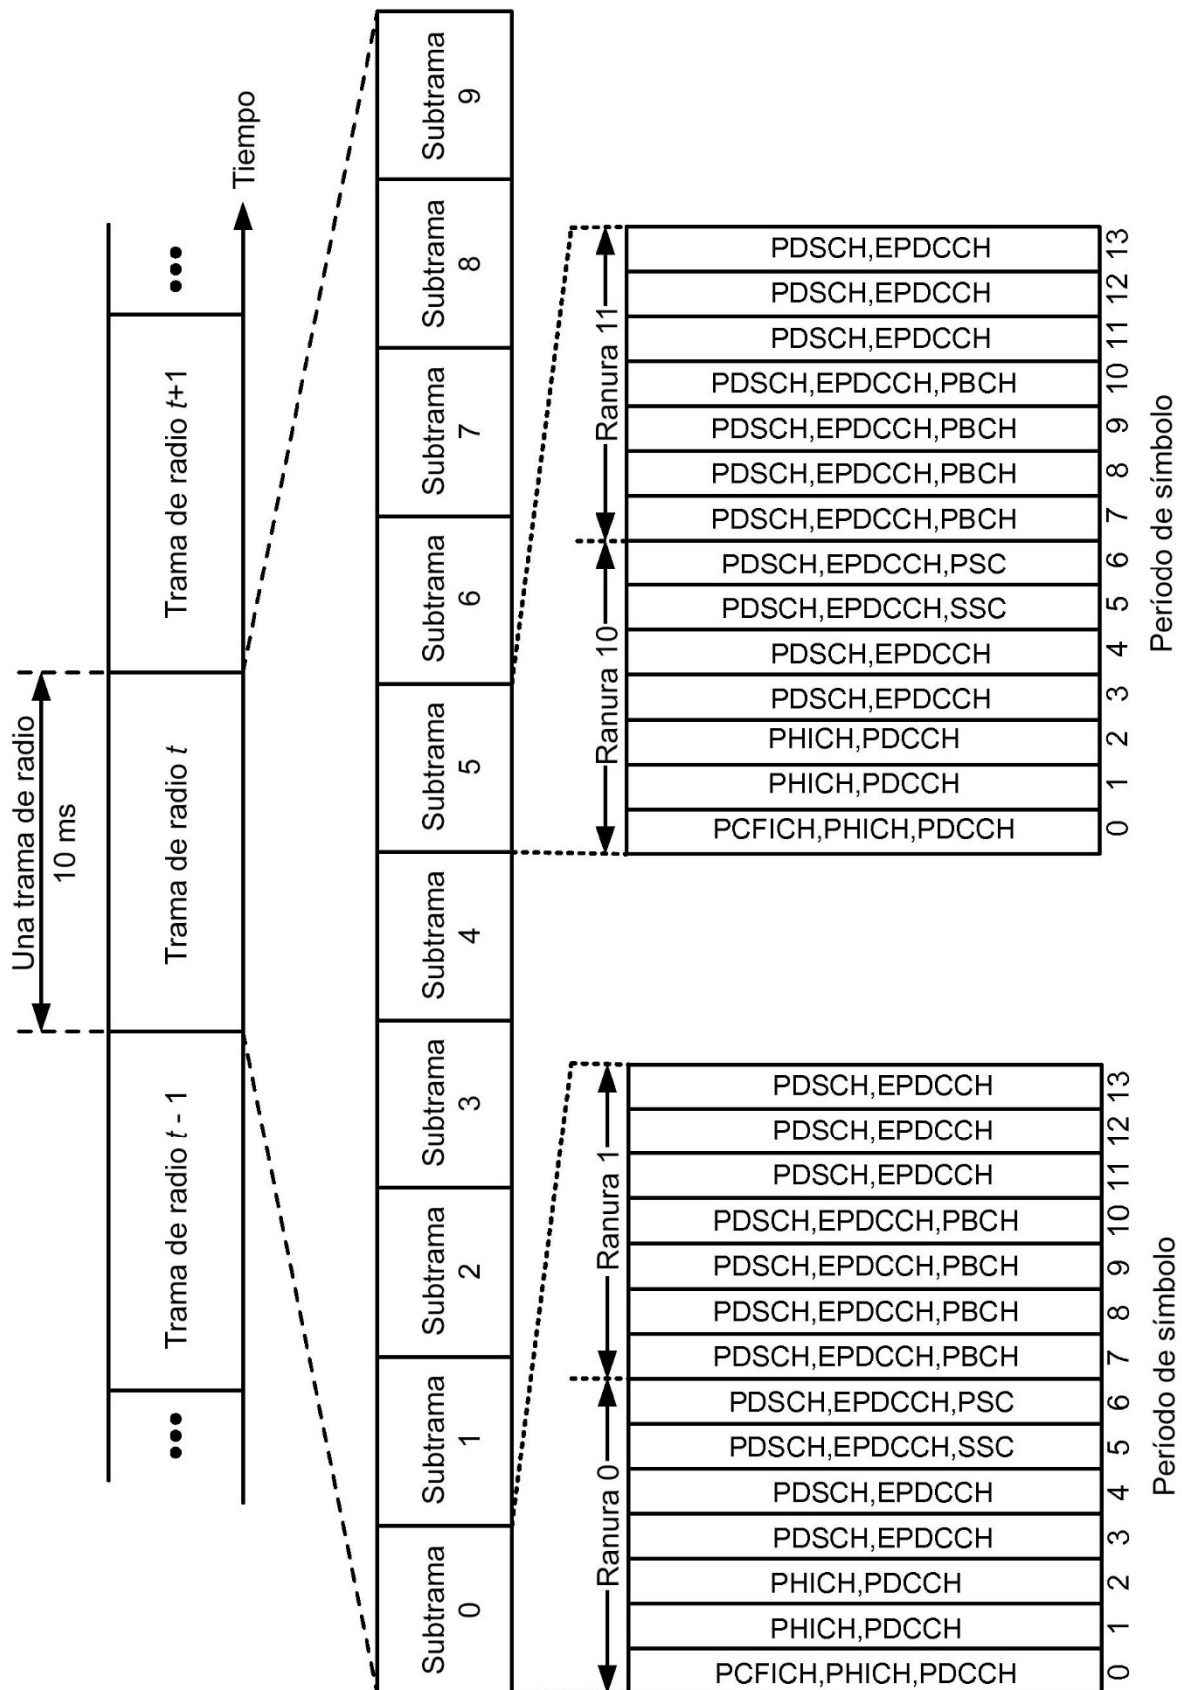 Una trama de radio
10 ms
Trama de radio t - 1
Trama de radio t
Trama de radio t+1
Tiempo
Subtrama
0
Subtrama
1
Subtrama
2
Subtrama
3
Subtrama
4
Subtrama
5
Subtrama
6
Subtrama
7
Subtrama
8
Subtrama
9
Ranura 0
Ranura 1
PCFICH,PHICH,PDCCH
PHICH,PDCCH
PHICH,PDCCH
PDSCH,EPDCCH
PDSCH,EPDCCH
PDSCH,EPDCCH,SSC
PDSCH,EPDCCH,PSC
PDSCH,EPDCCH,PBCH
PDSCH,EPDCCH,PBCH
PDSCH,EPDCCH,PBCH
PDSCH,EPDCCH,PBCH
PDSCH,EPDCCH
PDSCH,EPDCCH
PDSCH,EPDCCH
0 1 2 3 4 5 6 7 8 9 10 11 12 13
Período de símbolo
Ranura 10
Ranura 11
PCFICH,PHICH,PDCCH
PHICH,PDCCH
PHICH,PDCCH
PDSCH,EPDCCH
PDSCH,EPDCCH
PDSCH,EPDCCH,SSC
PDSCH,EPDCCH,PSC
PDSCH,EPDCCH,PBCH
PDSCH,EPDCCH,PBCH
PDSCH,EPDCCH,PBCH
PDSCH,EPDCCH,PBCH
PDSCH,EPDCCH
PDSCH,EPDCCH
PDSCH,EPDCCH
0 1 2 3 4 5 6 7 8 9 10 11 12 13
Período de símbolo